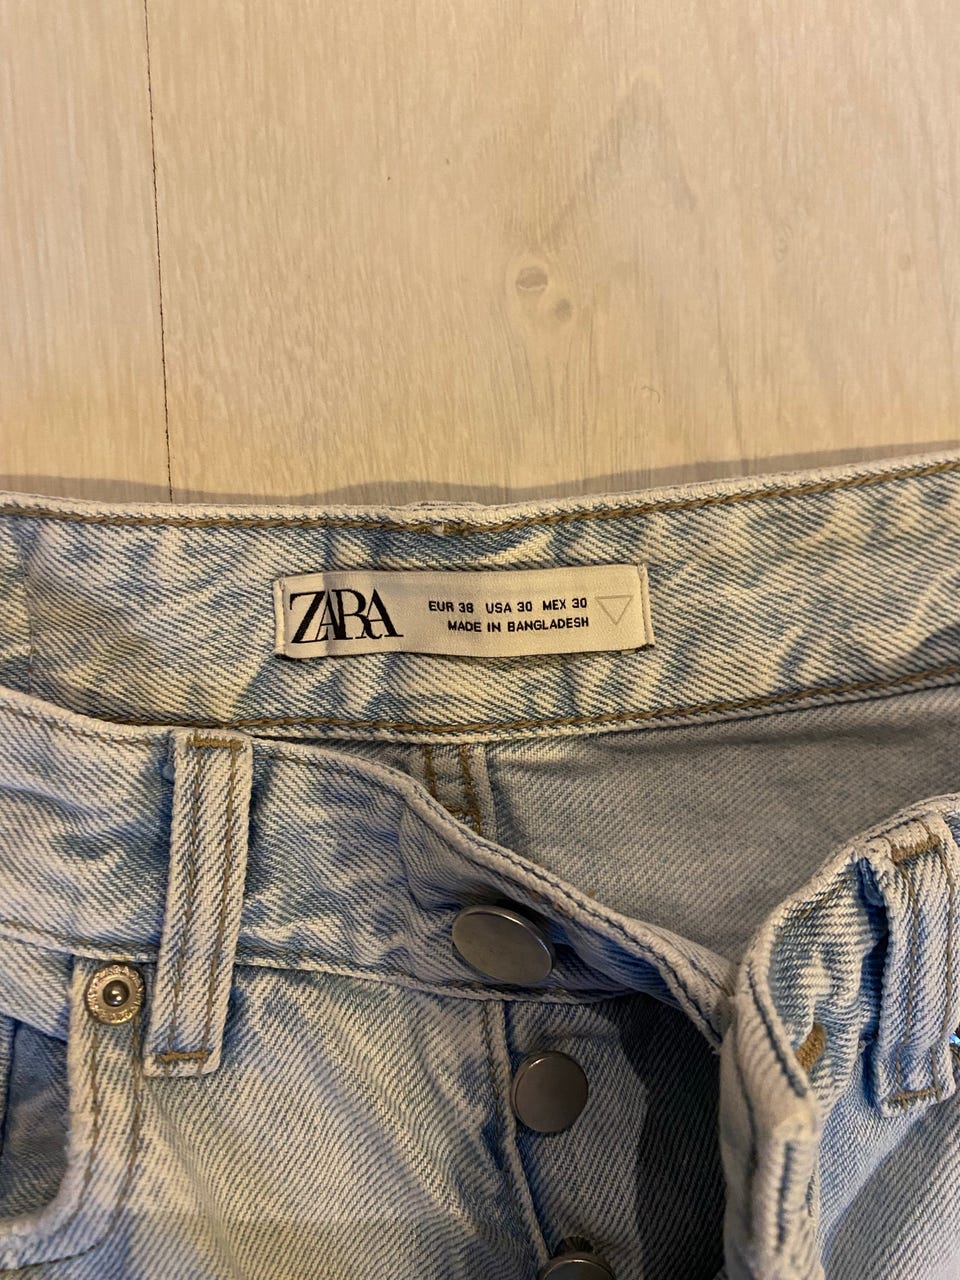 ZARA
EUR 38 USA 30 MEX 30
MADE IN BANGLADESH